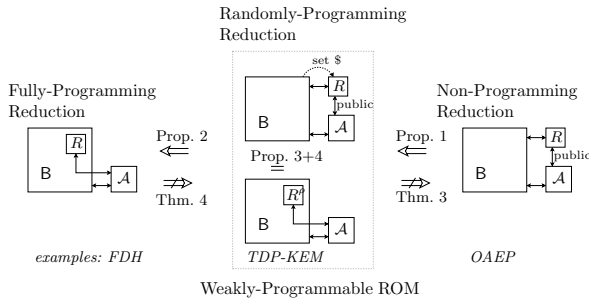 Randomly-Programming
Reduction
set $
R
public
B
A
Fully-Programming
Reduction
R
B
A
Prop. 2
Thm. 4
Prop. 3+4
=
Rᵨ
B
A
Prop. 1
Thm. 3
Non-Programming
Reduction
R
public
B
A
examples: FDH
TDP-KEM
OAEP
Weakly-Programmable ROM